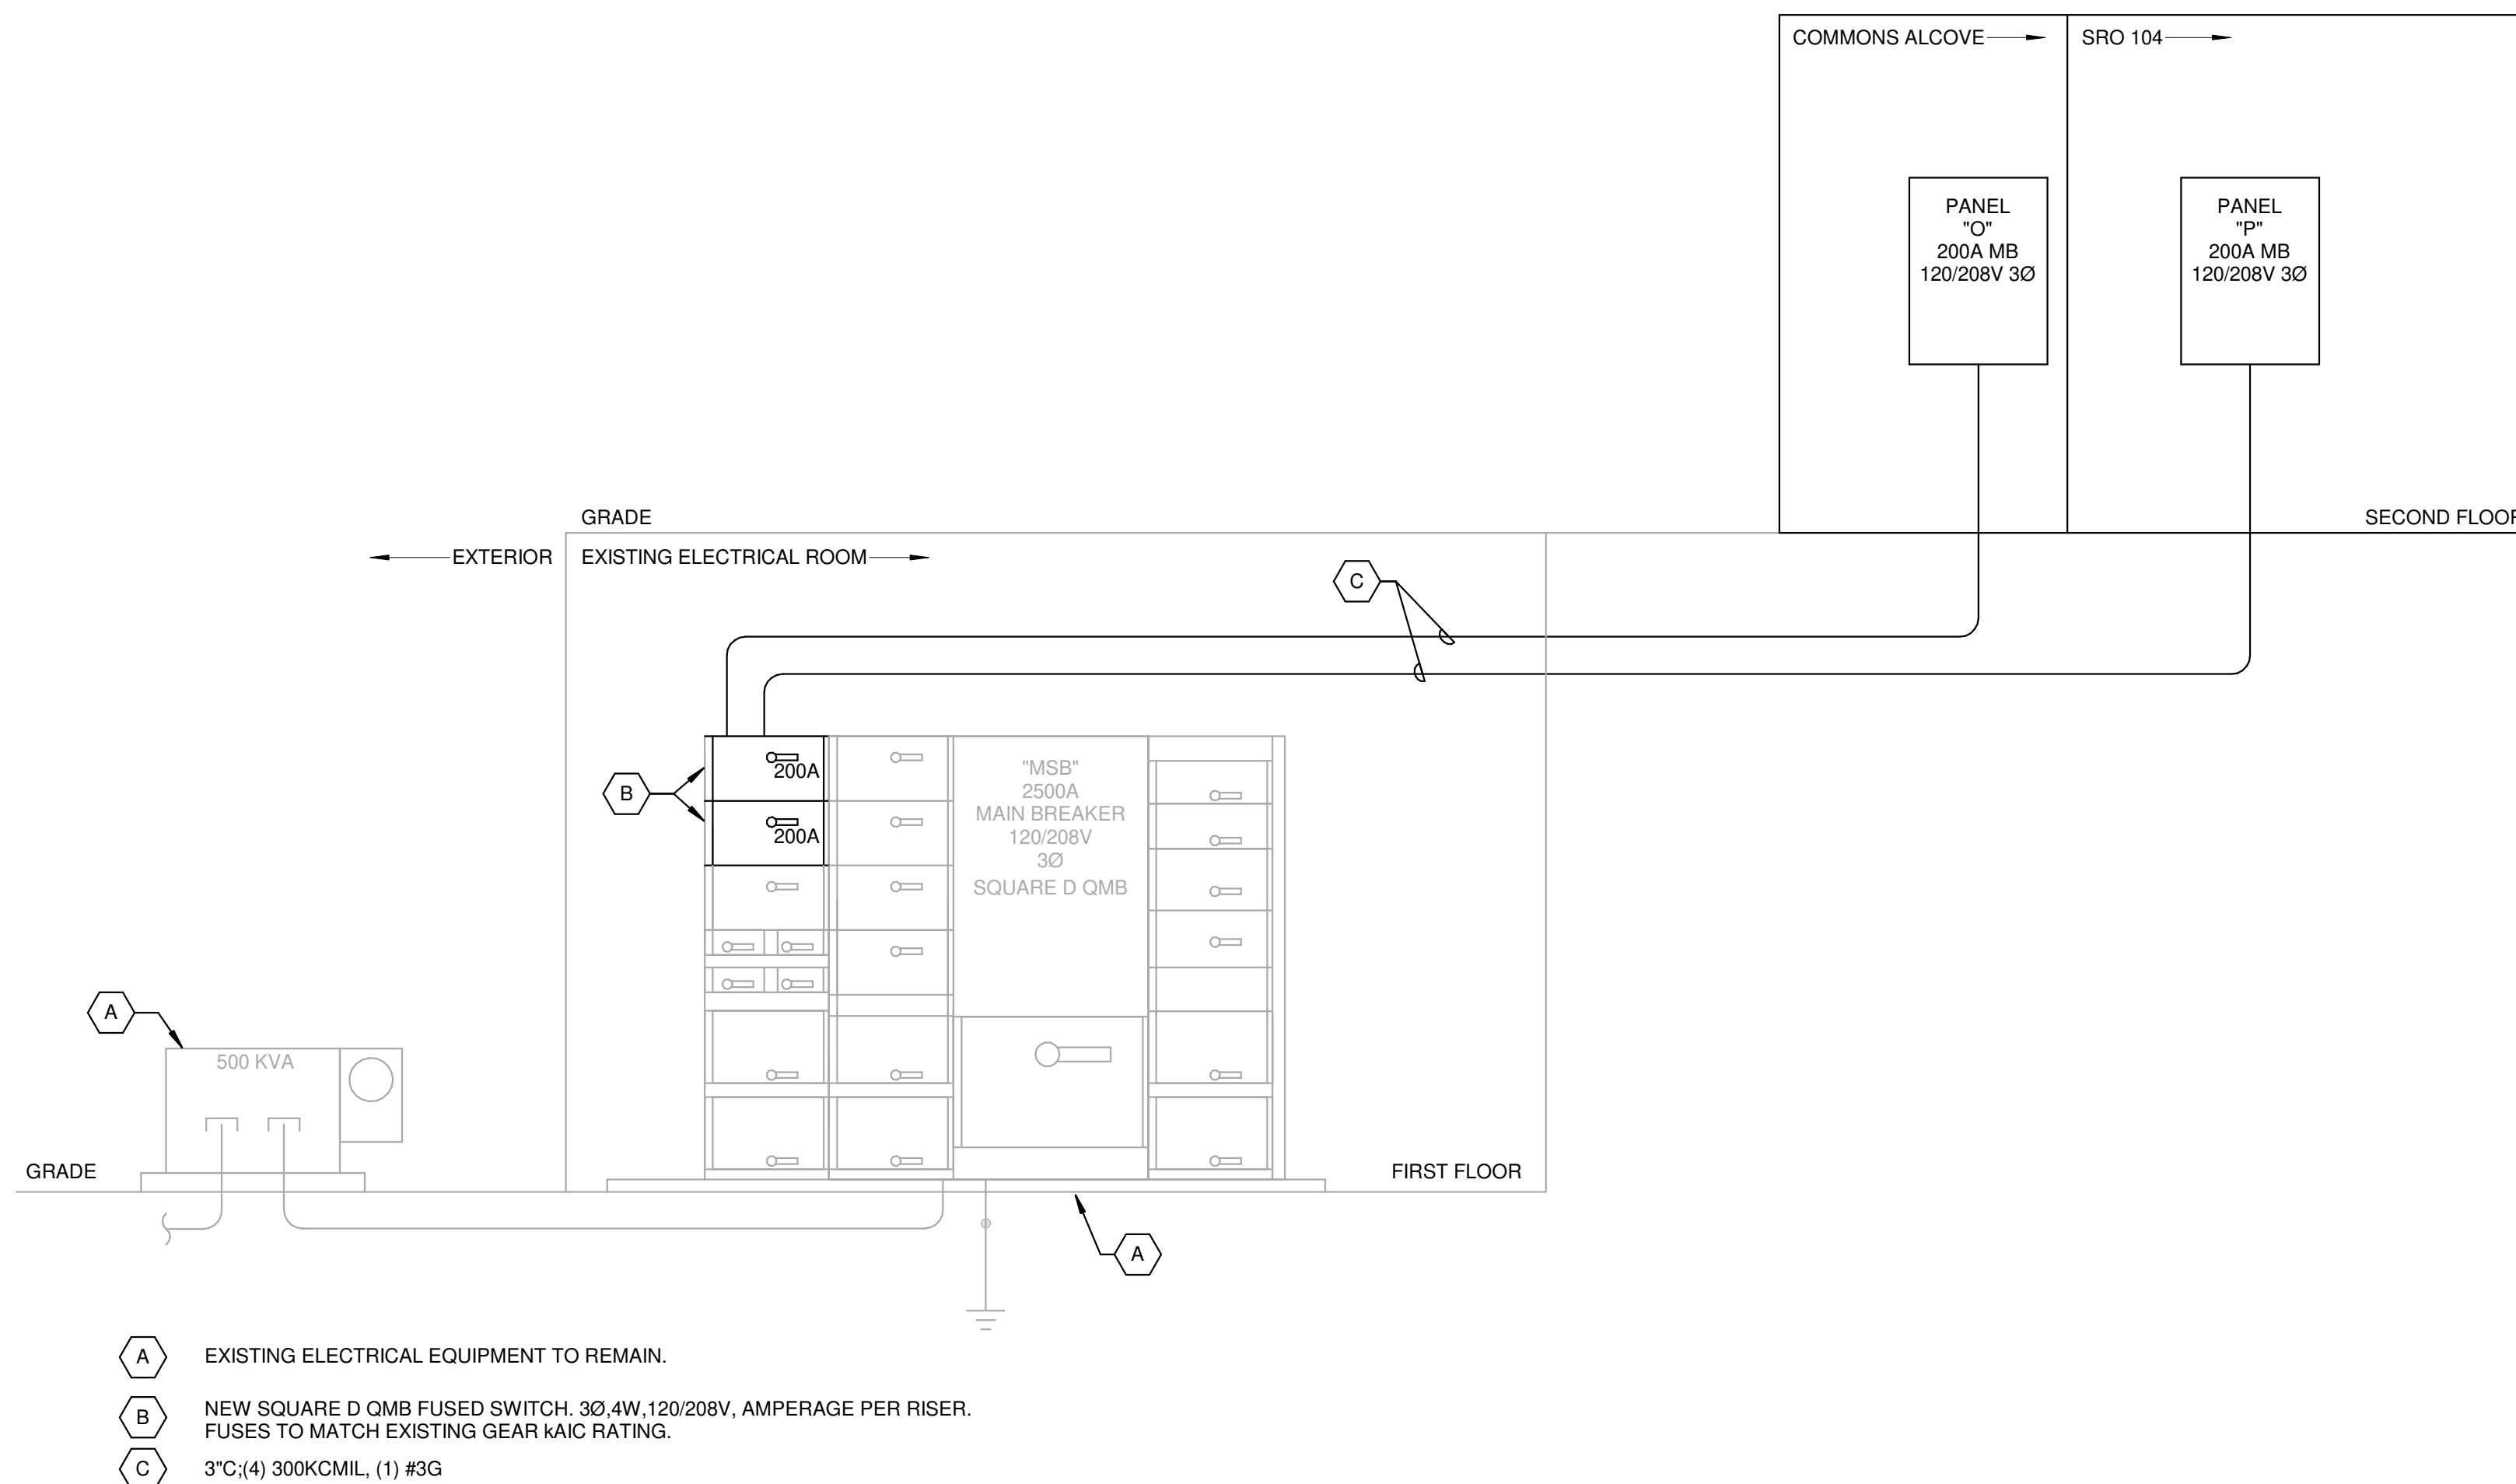 COMMONS ALCOVE
SRO 104
PANEL
"O"
200A MB
120/208V 3Ø
PANEL
"P"
200A MB
120/208V 3Ø
GRADE
SECOND FLOOR
EXTERIOR
EXISTING ELECTRICAL ROOM
C
B
200A
200A
"MSB"
2500A
MAIN BREAKER
120/208V
3Ø
SQUARE D QMB
A
500 KVA
GRADE
FIRST FLOOR
A
A EXISTING ELECTRICAL EQUIPMENT TO REMAIN.
B NEW SQUARE D QMB FUSED SWITCH. 3Ø,4W,120/208V, AMPERAGE PER RISER.
FUSES TO MATCH EXISTING GEAR kAIC RATING.
C 3"C;(4) 300KCMIL, (1) #3G